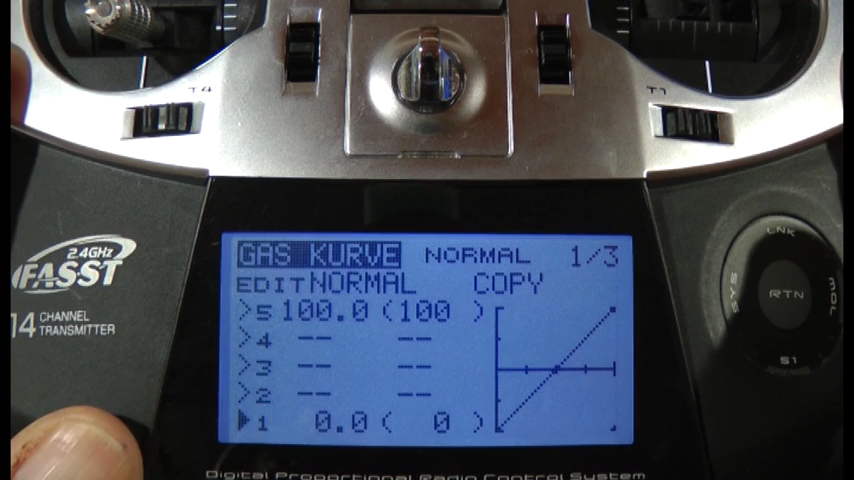 T4
T1
2.4GHz
FASST
14 CHANNEL
TRANSMITTER
GAS KURVE NORMAL 1/3
EDIT NORMAL COPY
>5 100.0 (100 )
>4 -- --
>3 -- --
>2 -- --
▶1 0.0 ( 0 )
LNK
SYS
RTN
MDL
S1
Digital Proportional Radio Control System